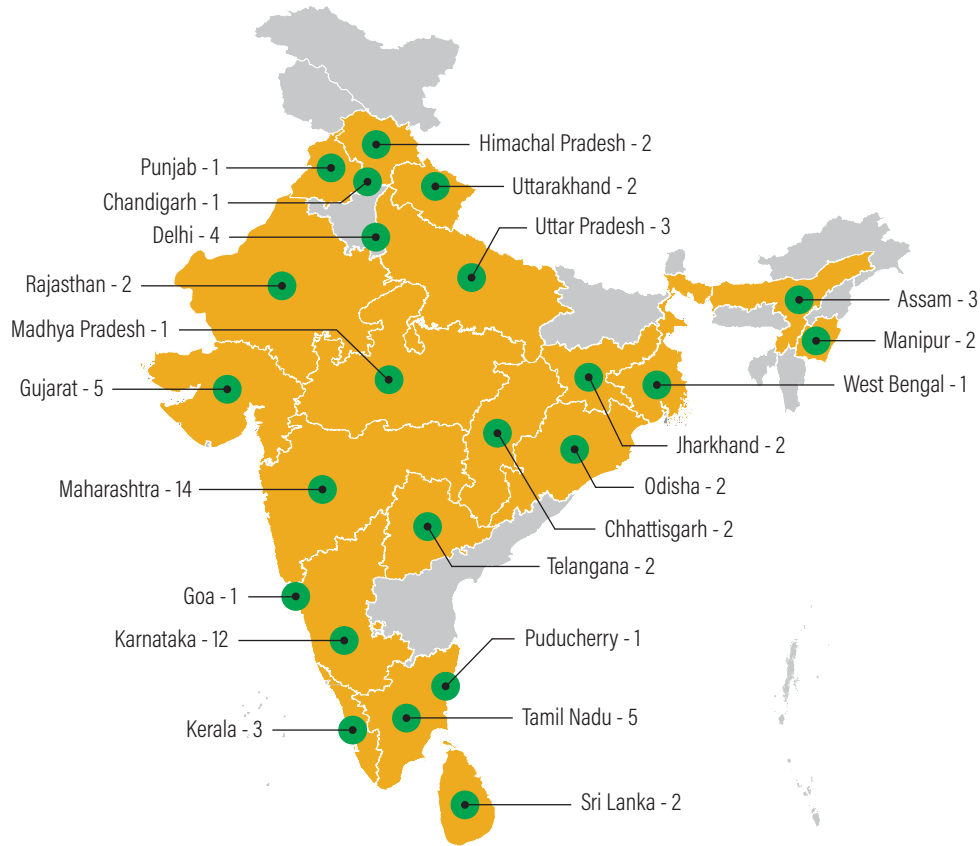 Himachal Pradesh - 2
Punjab - 1
Uttarakhand - 2
Chandigarh - 1
Uttar Pradesh - 3
Delhi - 4
Rajasthan - 2
Assam - 3
Madhya Pradesh - 1
Manipur - 2
Gujarat - 5
West Bengal - 1
Jharkhand - 2
Maharashtra - 14
Odisha - 2
Chhattisgarh - 2
Telangana - 2
Goa - 1
Karnataka - 12
Puducherry - 1
Kerala - 3
Tamil Nadu - 5
Sri Lanka - 2